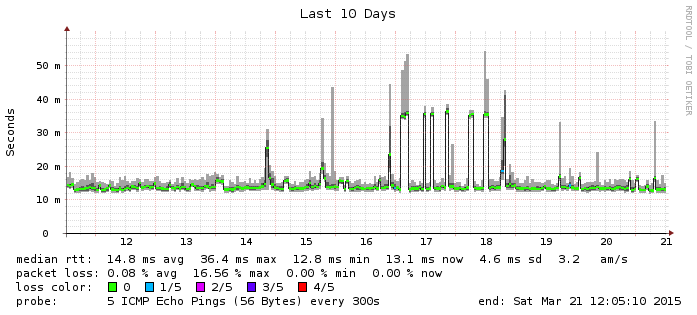 Last 10 Days
RRDTOOL / TOBI OETIKER
Seconds
50 m
40 m
30 m
20 m
10 m
0
12 13 14 15 16 17 18 19 20 21
median rtt: 14.8 ms avg 36.4 ms max 12.8 ms min 13.1 ms now 4.6 ms sd 3.2 am/s
packet loss: 0.08 % avg 16.56 % max 0.00 % min 0.00 % now
loss color: 0 1/5 2/5 3/5 4/5
probe: 5 ICMP Echo Pings (56 Bytes) every 300s end: Sat Mar 21 12:05:10 2015